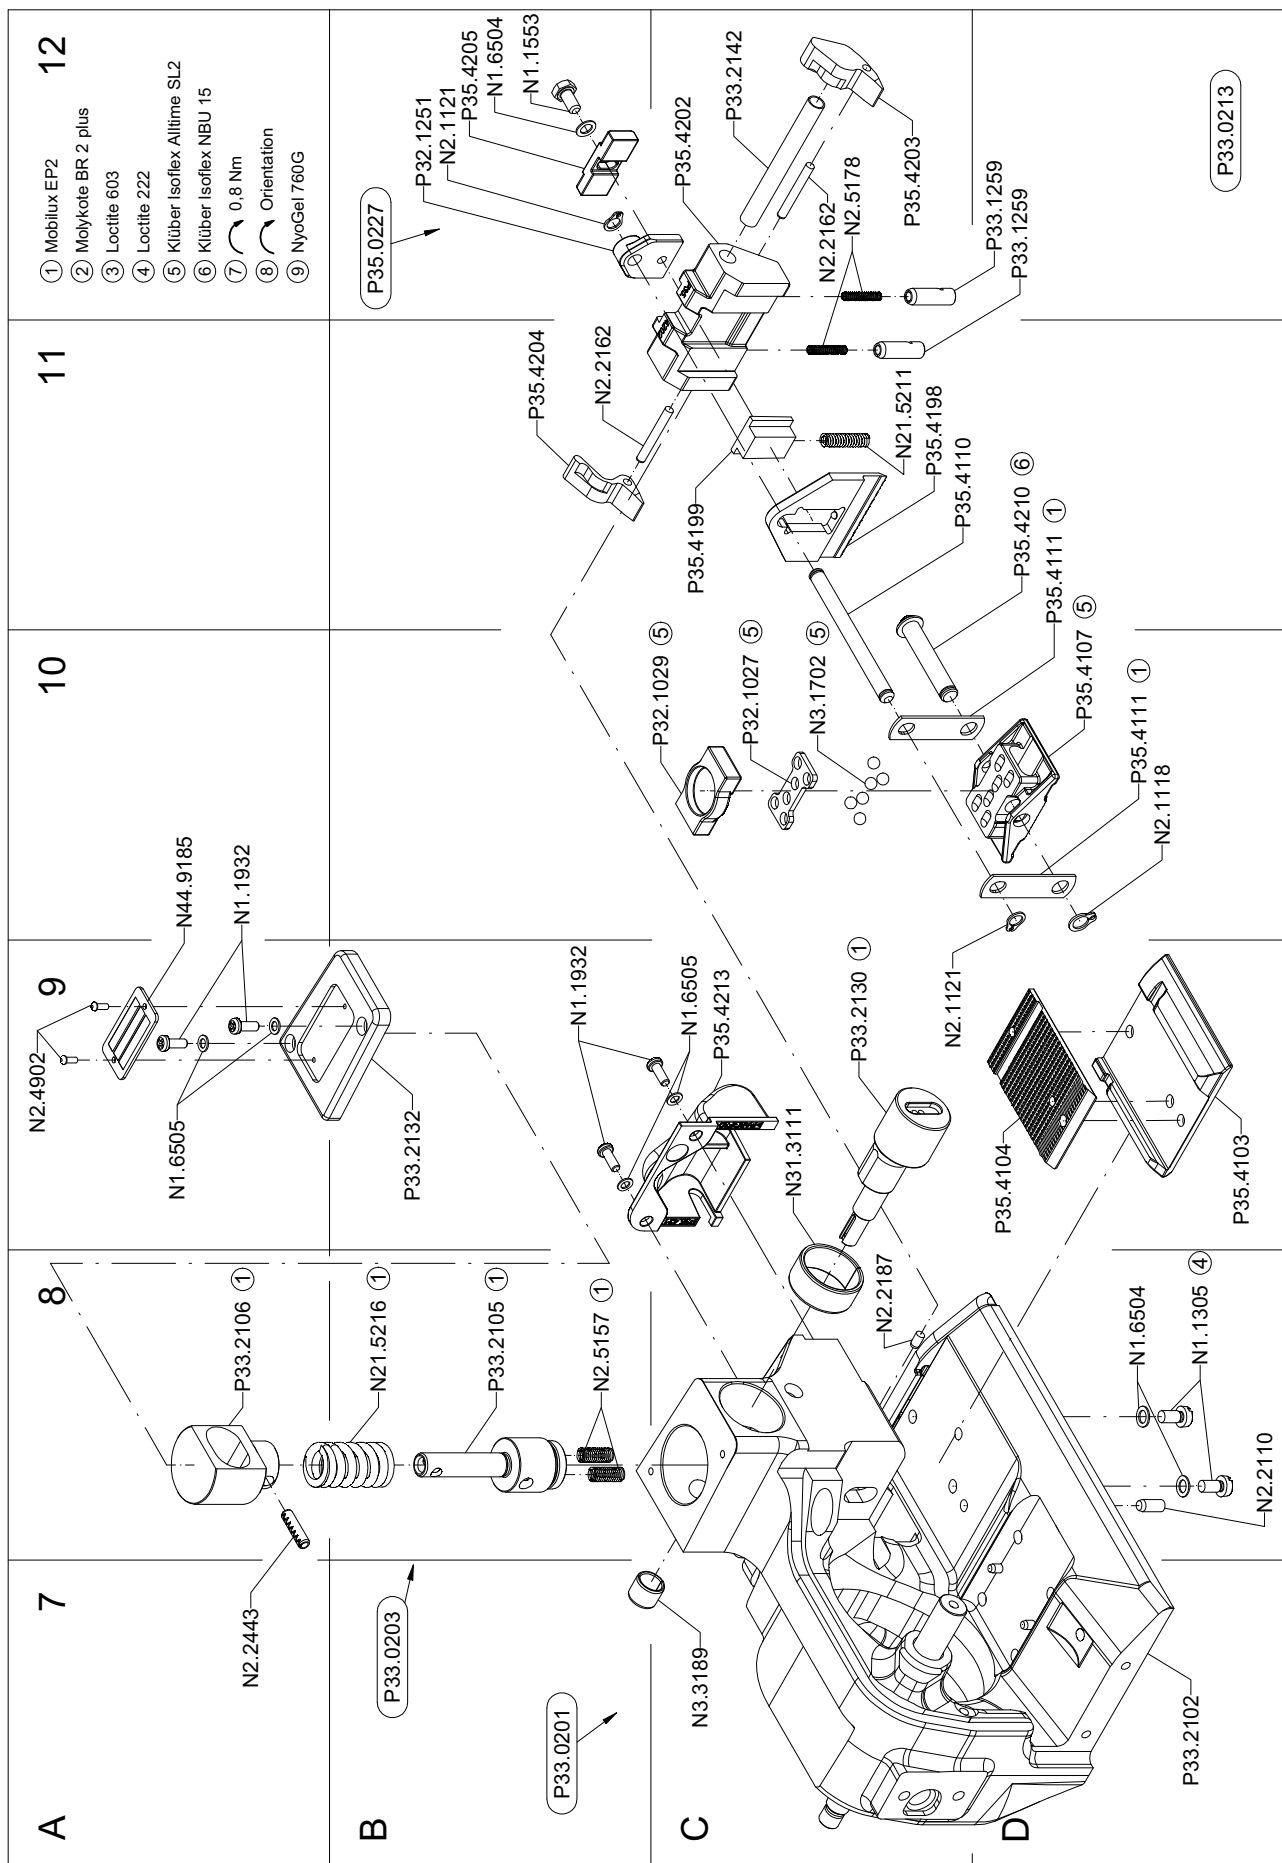 A
B
C
D
7
8
9
10
11
12
① Mobilux EP2
② Molykote BR 2 plus
③ Loctite 603
④ Loctite 222
⑤ Klüber Isoflex Alltime SL2
⑥ Klüber Isoflex NBU 15
⑦ 0,8 Nm
⑧ Orientation
⑨ NyoGel 760G
N2.2443
P33.2106 ①
N21.5216 ①
P33.2105 ①
N2.5157 ①
P33.0203
P33.0201
N3.3189
P33.2102
N2.4902
N44.9185
N1.6505
N1.1932
P33.2132
N1.1932
N1.6505
P35.4213
N31.3111
P33.2130 ①
N2.2187
N1.6504
N1.1305 ④
N2.2110
P35.4104
P35.4103
N2.1121
N2.1118
P35.4111 ①
P35.4107 ⑤
P35.4111 ①
P35.4210 ⑥
P35.4110
P35.4198
N21.5211
P32.1029 ⑤
P32.1027 ⑤
N3.1702 ⑤
P35.4199
P35.4204
N2.2162
P35.0227
P32.1251
N2.1121
P35.4205
N1.6504
N1.1553
P35.4202
P33.2142
N2.2162
N2.5178
P35.4203
P33.1259
P33.1259
P33.0213